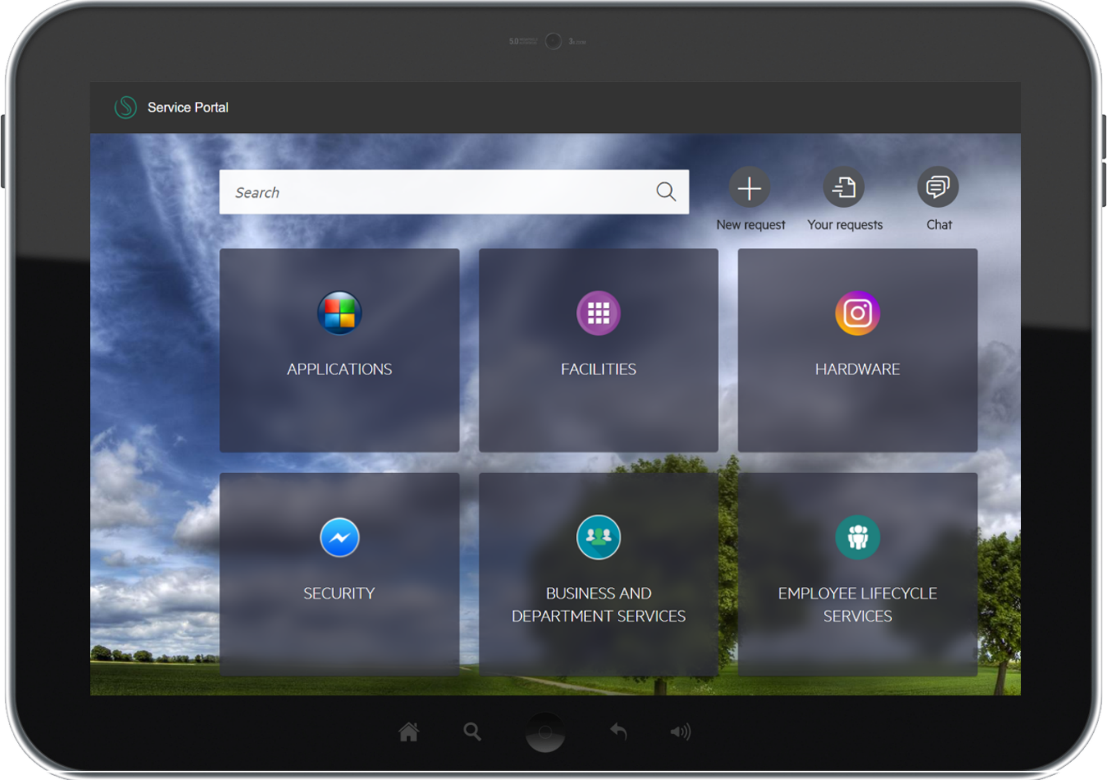 Service Portal
Search
New request
Your requests
Chat
APPLICATIONS
FACILITIES
HARDWARE
SECURITY
BUSINESS AND
DEPARTMENT SERVICES
EMPLOYEE LIFECYCLE
SERVICES